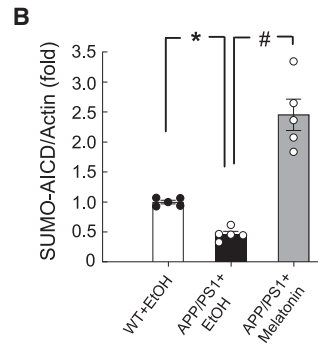 B
* #
SUMO-AICD/Actin (fold)
3.5
3.0
2.5
2.0
1.5
1.0
0.5
0
WT+EtOH
APP/PS1+
EtOH
APP/PS1+
Melatonin